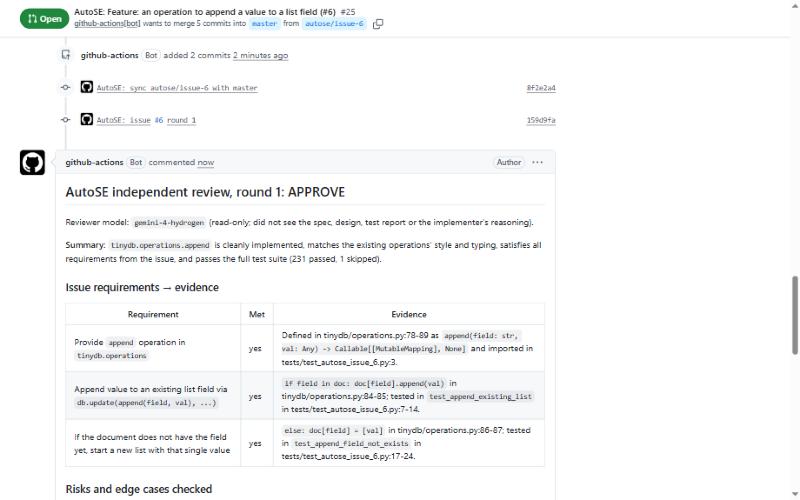 Open
AutoSE: Feature: an operation to append a value to a list field (#6) #25
github-actions[bot] wants to merge 5 commits into master from autose/issue-6
github-actions Bot added 2 commits 2 minutes ago
AutoSE: sync autose/issue-6 with master 8f2e2a4
AutoSE: issue #6 round 1 159d9fa
github-actions Bot commented now Author ...
AutoSE independent review, round 1: APPROVE
Reviewer model: gemini-4-hydrogen (read-only; did not see the spec, design, test report or the implementer's reasoning).
Summary: tinydb.operations.append is cleanly implemented, matches the existing operations' style and typing, satisfies all
requirements from the issue, and passes the full test suite (231 passed, 1 skipped).
Issue requirements → evidence
Requirement Met Evidence
Provide append operation in
tinydb.operations
yes
Defined in tinydb/operations.py:78-89 as append(field: str,
val: Any) -> Callable[[MutableMapping], None] and imported in
tests/test_autose_issue_6.py:3.
Append value to an existing list field via
db.update(append(field, val), ...)
yes
if field in doc: doc[field].append(val) in
tinydb/operations.py:84-85; tested in test_append_existing_list
in tests/test_autose_issue_6.py:7-14.
If the document does not have the field
yet, start a new list with that single value
yes
else: doc[field] = [val] in tinydb/operations.py:86-87; tested
in test_append_field_not_exists in
tests/test_autose_issue_6.py:17-24.
Risks and edge cases checked